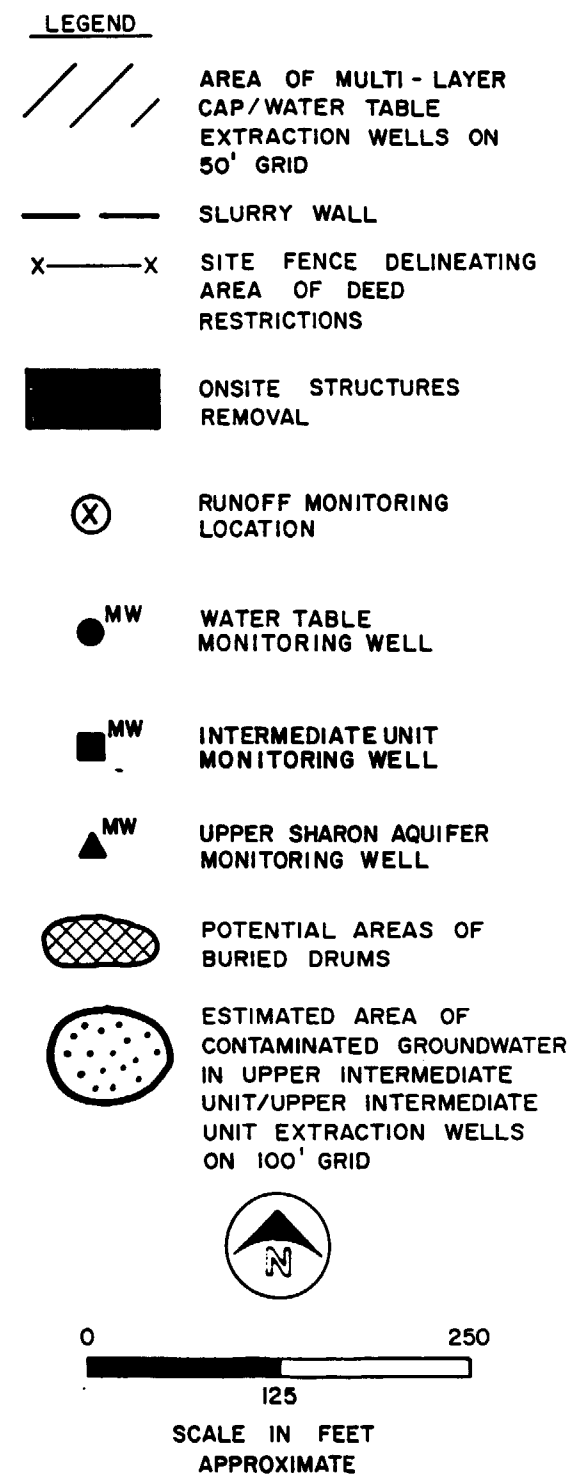 LEGEND
AREA OF MULTI-LAYER
CAP/WATER TABLE
EXTRACTION WELLS ON
50' GRID
SLURRY WALL
X X
SITE FENCE DELINEATING
AREA OF DEED
RESTRICTIONS
ONSITE STRUCTURES
REMOVAL
X
RUNOFF MONITORING
LOCATION
MW
WATER TABLE
MONITORING WELL
MW
INTERMEDIATE UNIT
MONITORING WELL
MW
UPPER SHARON AQUIFER
MONITORING WELL
POTENTIAL AREAS OF
BURIED DRUMS
ESTIMATED AREA OF
CONTAMINATED GROUNDWATER
IN UPPER INTERMEDIATE
UNIT/UPPER INTERMEDIATE
UNIT EXTRACTION WELLS
ON 100' GRID
N
0 250
125
SCALE IN FEET
APPROXIMATE